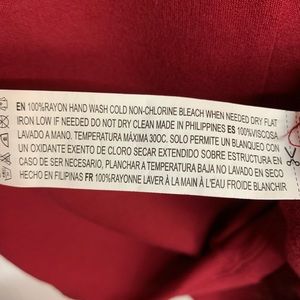 EN 100%RAYON HAND WASH COLD NON-CHLORINE BLEACH WHEN NEEDED DRY FLAT
IRON LOW IF NEEDED DO NOT DRY CLEAN MADE IN PHILIPPINES ES 100%VISCOSA
LAVADO A MANO, TEMPERATURA MÁXIMA 30OC. SOLO PERMITE UN BLANQUEO CON
UN OXIDANTE EXENTO DE CLORO SECAR EXTENDIDO SOBRE ESTRUCTURA EN
CASO DE SER NECESARIO, PLANCHAR A TEMPERATURA BAJA NO LAVADO EN SECO
HECHO EN FILIPINAS FR 100%RAYONNE LAVER À LA MAIN À L'EAU FROIDE BLANCHIR